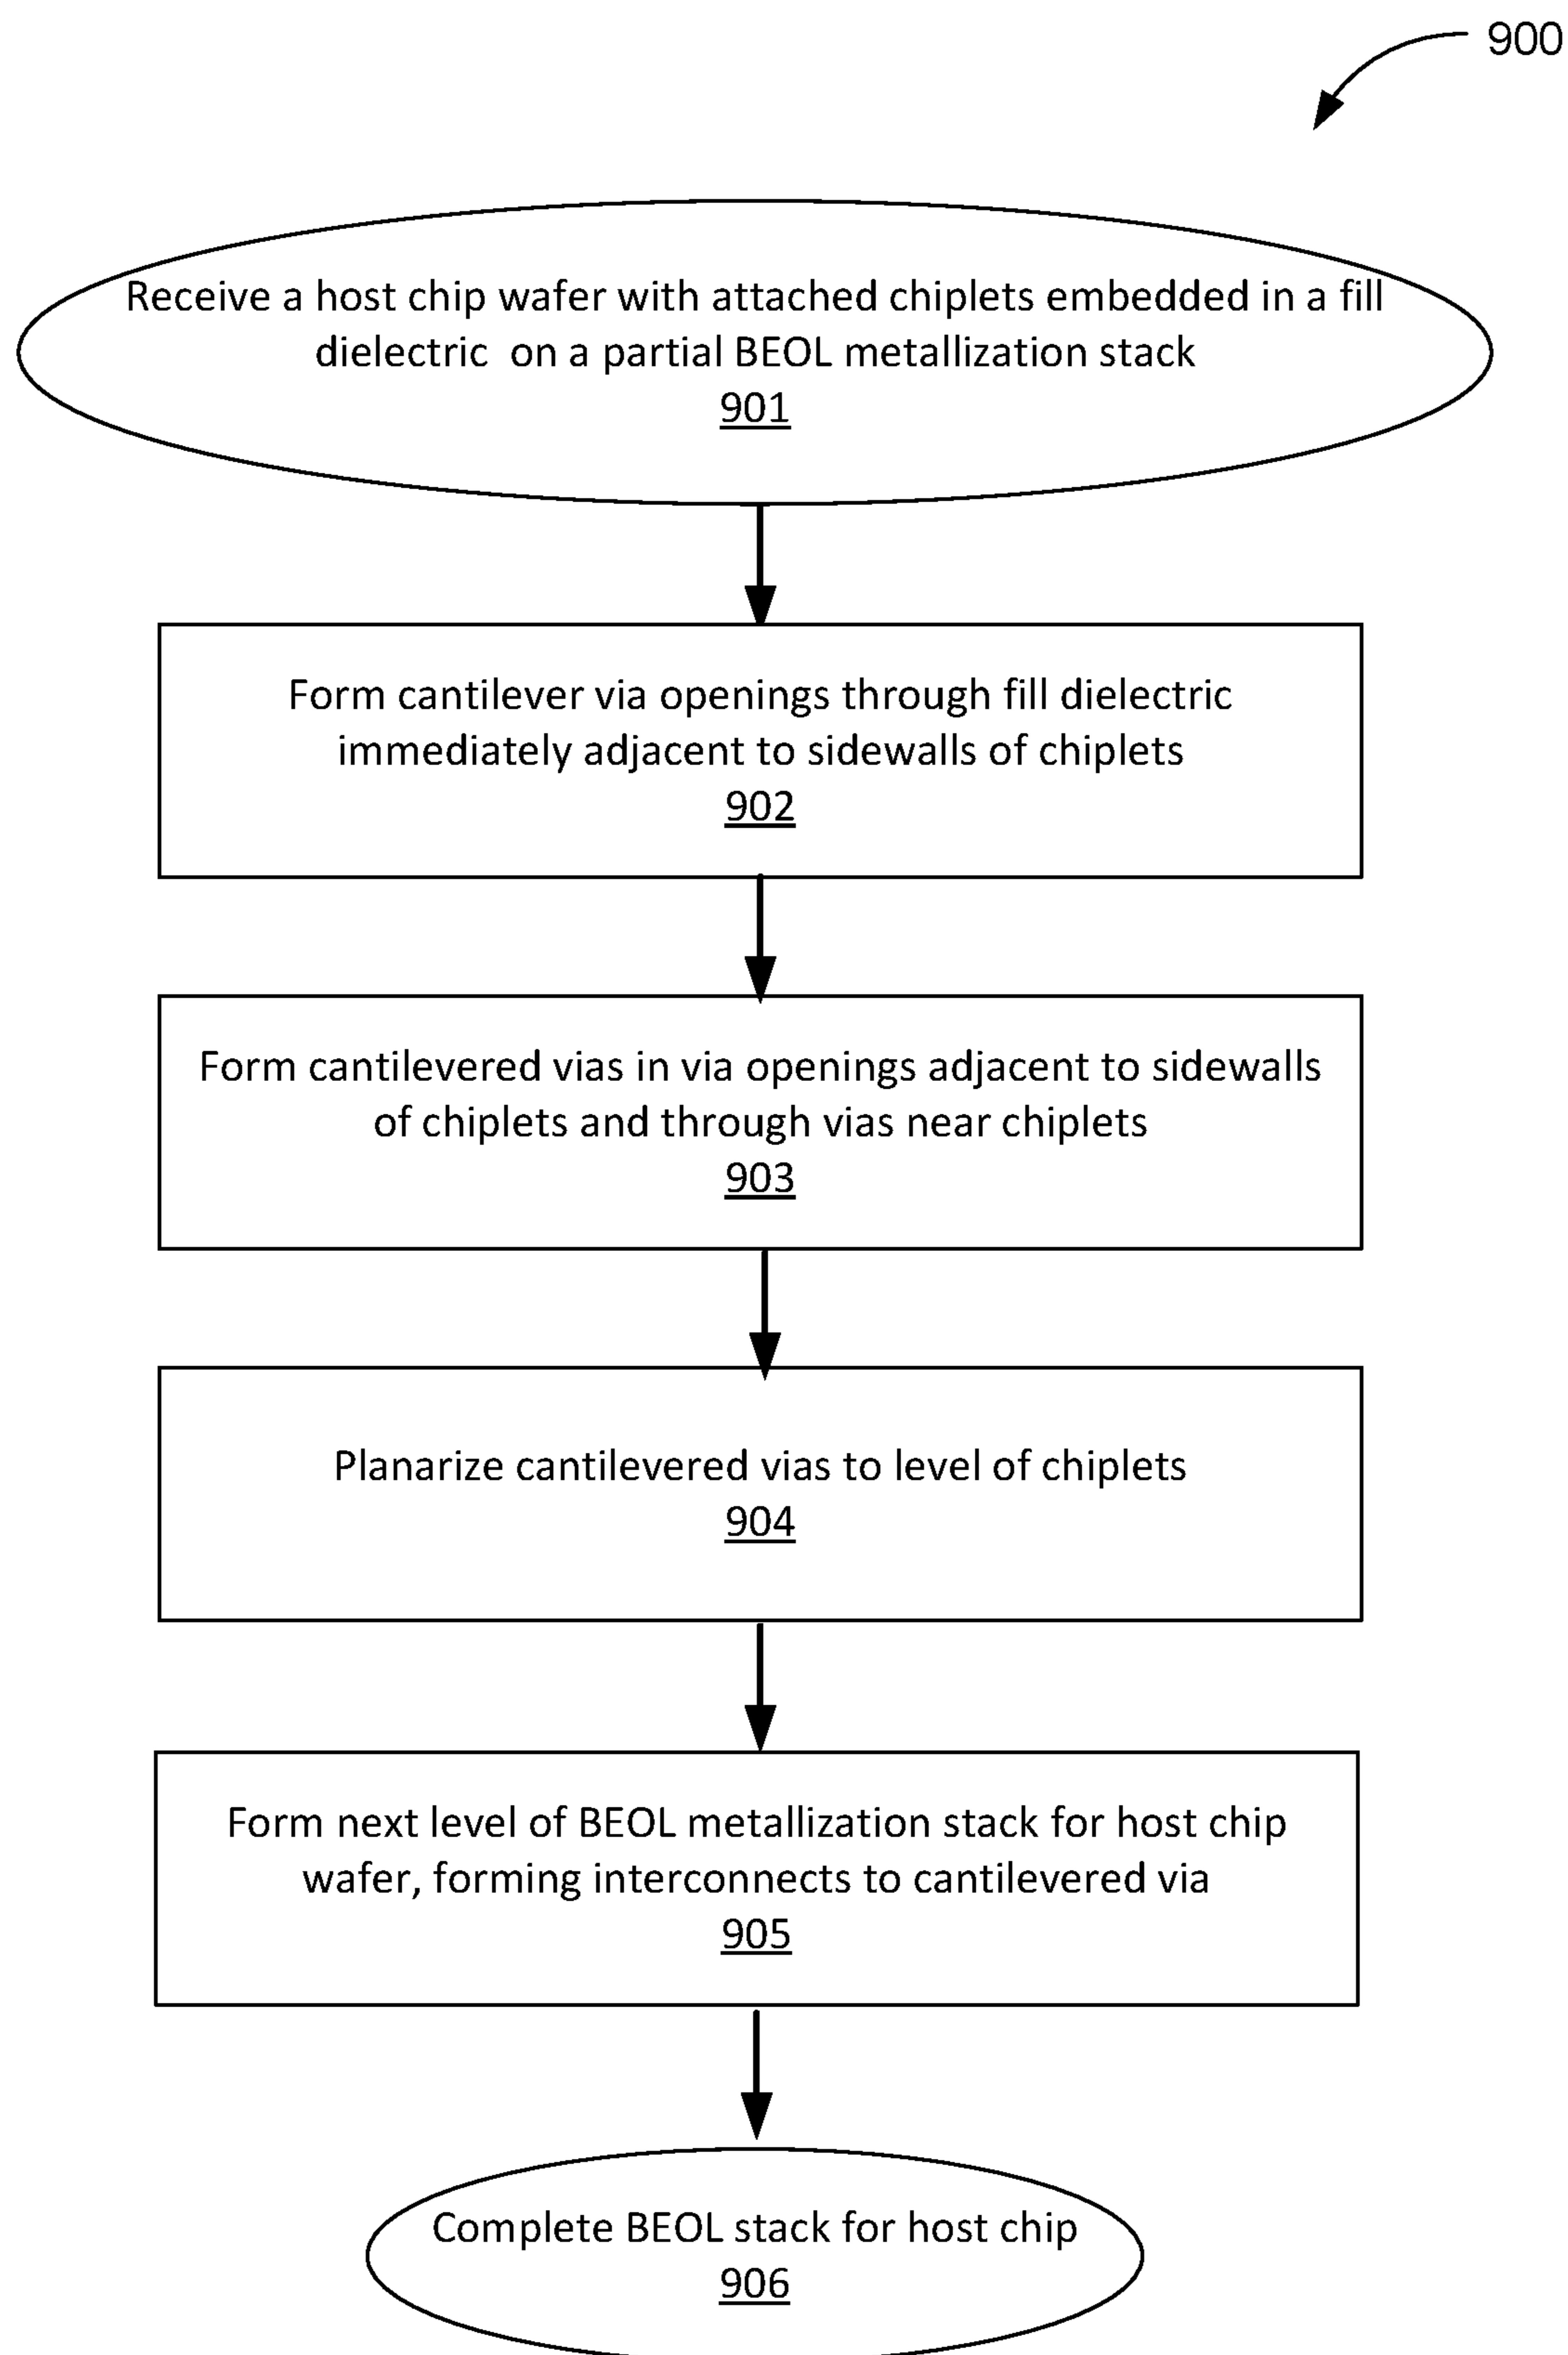 900
Receive a host chip wafer with attached chiplets embedded in a fill
dielectric on a partial BEOL metallization stack
901
Form cantilever via openings through fill dielectric
immediately adjacent to sidewalls of chiplets
902
Form cantilevered vias in via openings adjacent to sidewalls
of chiplets and through vias near chiplets
903
Planarize cantilevered vias to level of chiplets
904
Form next level of BEOL metallization stack for host chip
wafer, forming interconnects to cantilevered via
905
Complete BEOL stack for host chip
906